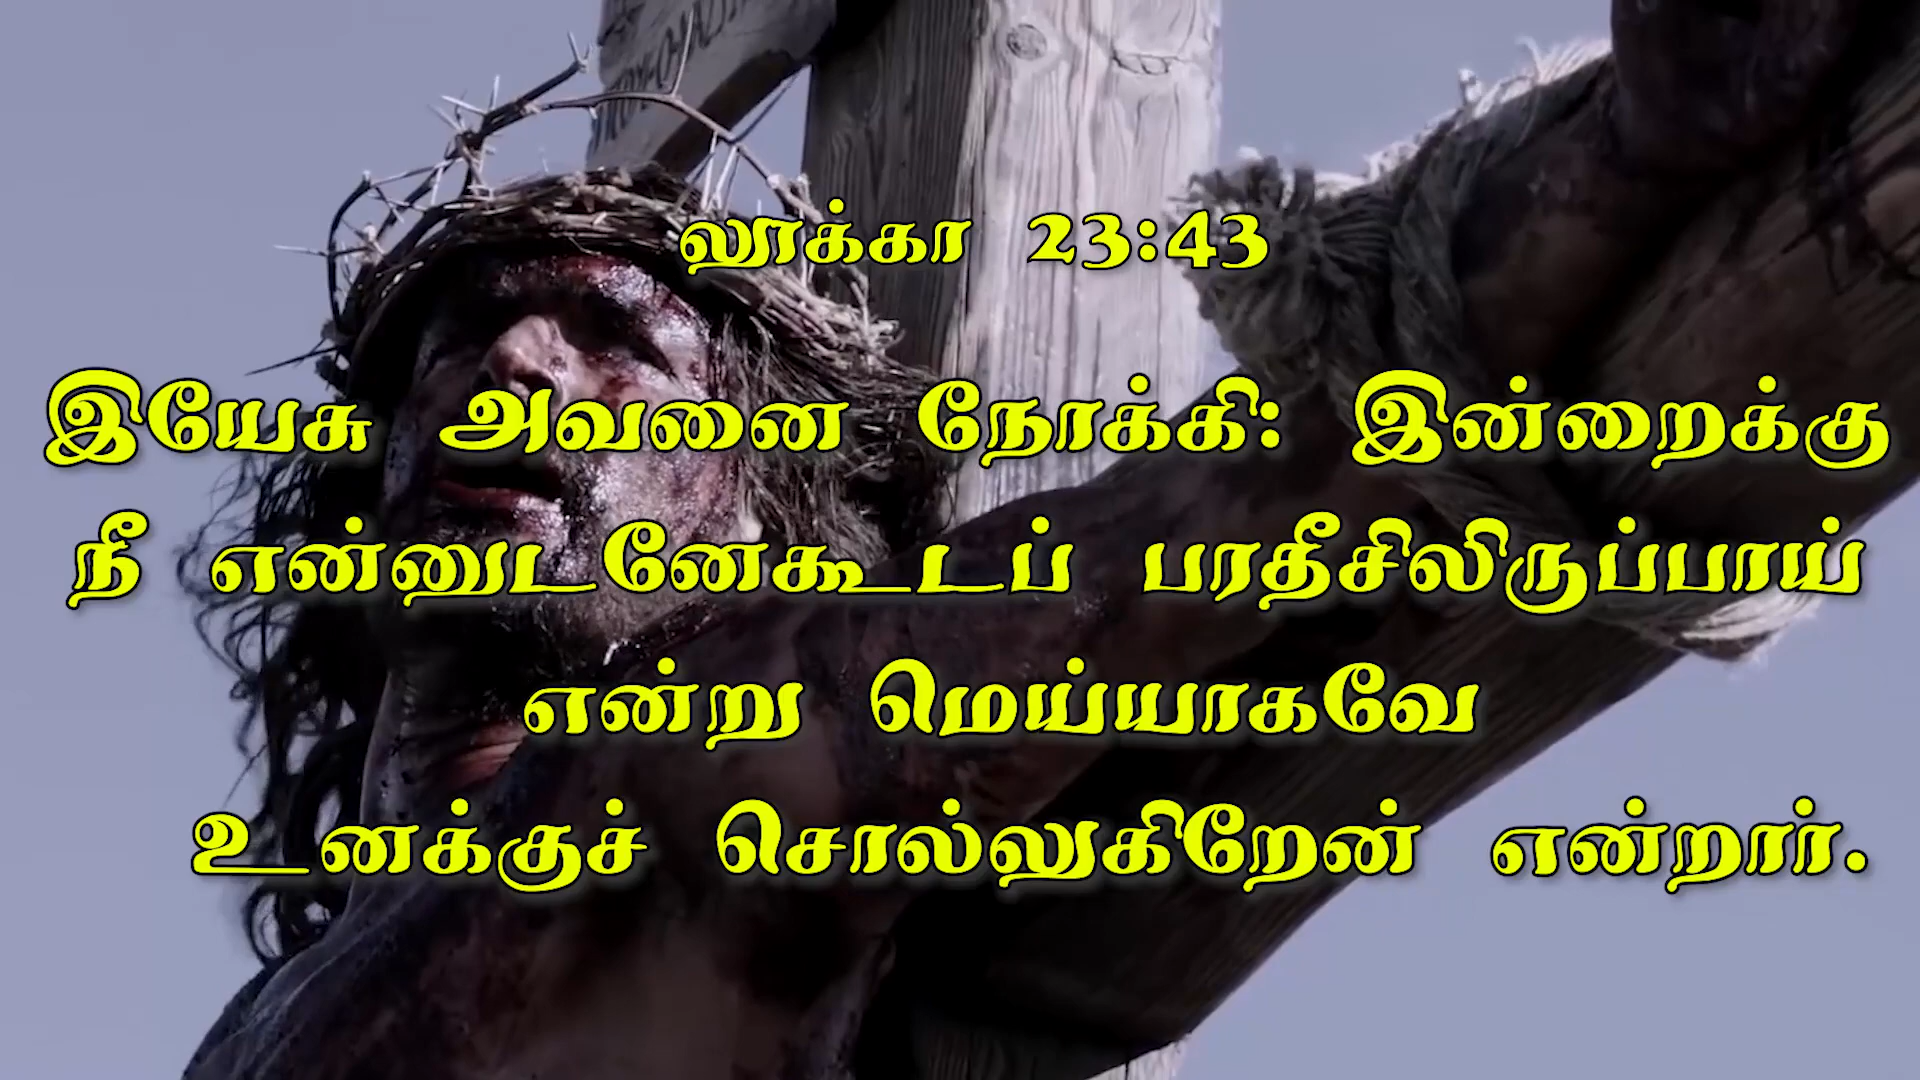 லூக்கா 23:43
இயேசு அவனை நோக்கி: இன்றைக்கு
நீ என்னுடனேகூடப் பரதீசிலிருப்பாய்
என்று மெய்யாகவே
உனக்குச் சொல்லுகிறேன் என்றார்.